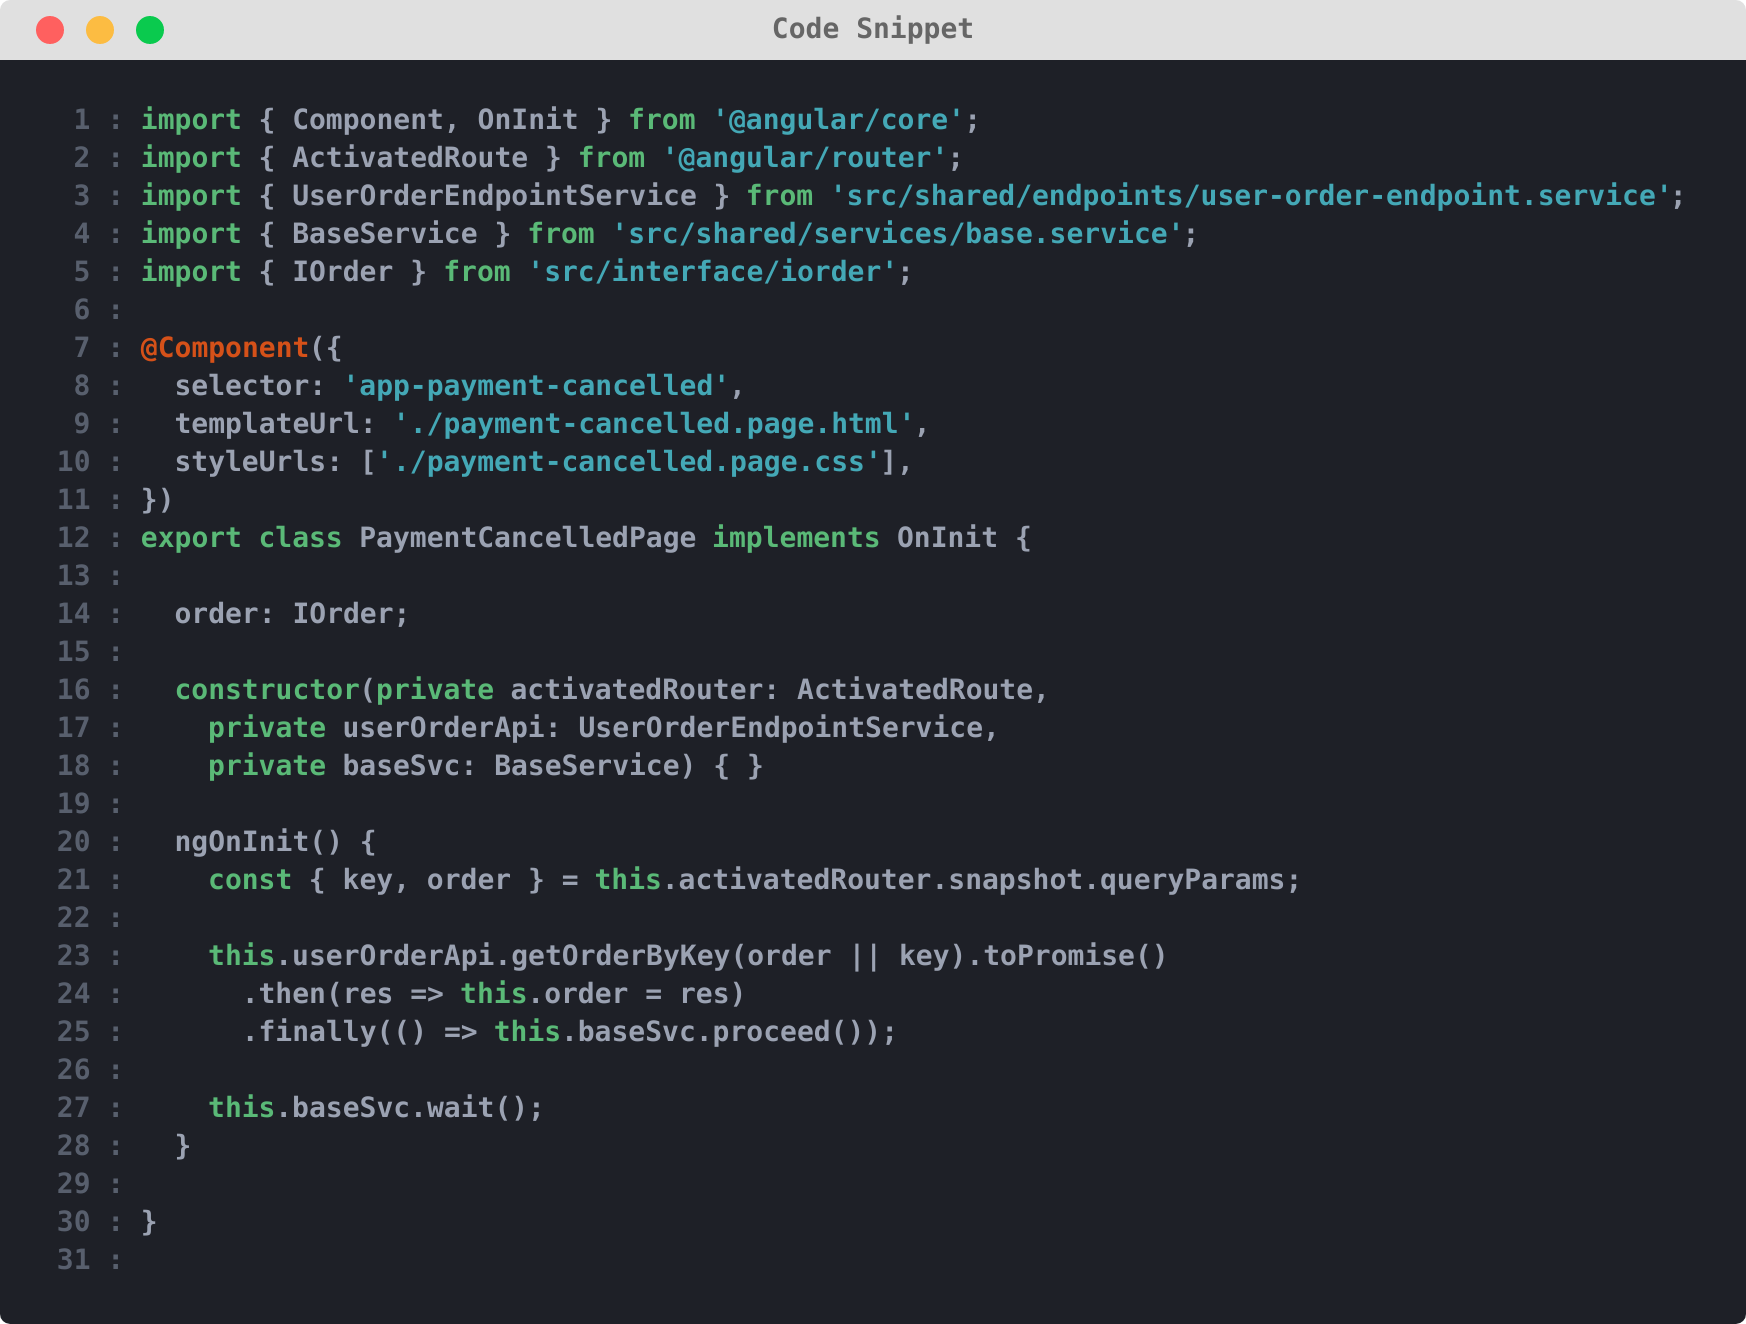 Code Snippet
1 : import { Component, OnInit } from '@angular/core';
2 : import { ActivatedRoute } from '@angular/router';
3 : import { UserOrderEndpointService } from 'src/shared/endpoints/user-order-endpoint.service';
4 : import { BaseService } from 'src/shared/services/base.service';
5 : import { IOrder } from 'src/interface/iorder';
6 :
7 : @Component({
8 :   selector: 'app-payment-cancelled',
9 :   templateUrl: './payment-cancelled.page.html',
10 :   styleUrls: ['./payment-cancelled.page.css'],
11 : })
12 : export class PaymentCancelledPage implements OnInit {
13 :
14 :   order: IOrder;
15 :
16 :   constructor(private activatedRouter: ActivatedRoute,
17 :     private userOrderApi: UserOrderEndpointService,
18 :     private baseSvc: BaseService) { }
19 :
20 :   ngOnInit() {
21 :     const { key, order } = this.activatedRouter.snapshot.queryParams;
22 :
23 :     this.userOrderApi.getOrderByKey(order || key).toPromise()
24 :       .then(res => this.order = res)
25 :       .finally(() => this.baseSvc.proceed());
26 :
27 :     this.baseSvc.wait();
28 :   }
29 :
30 : }
31 :